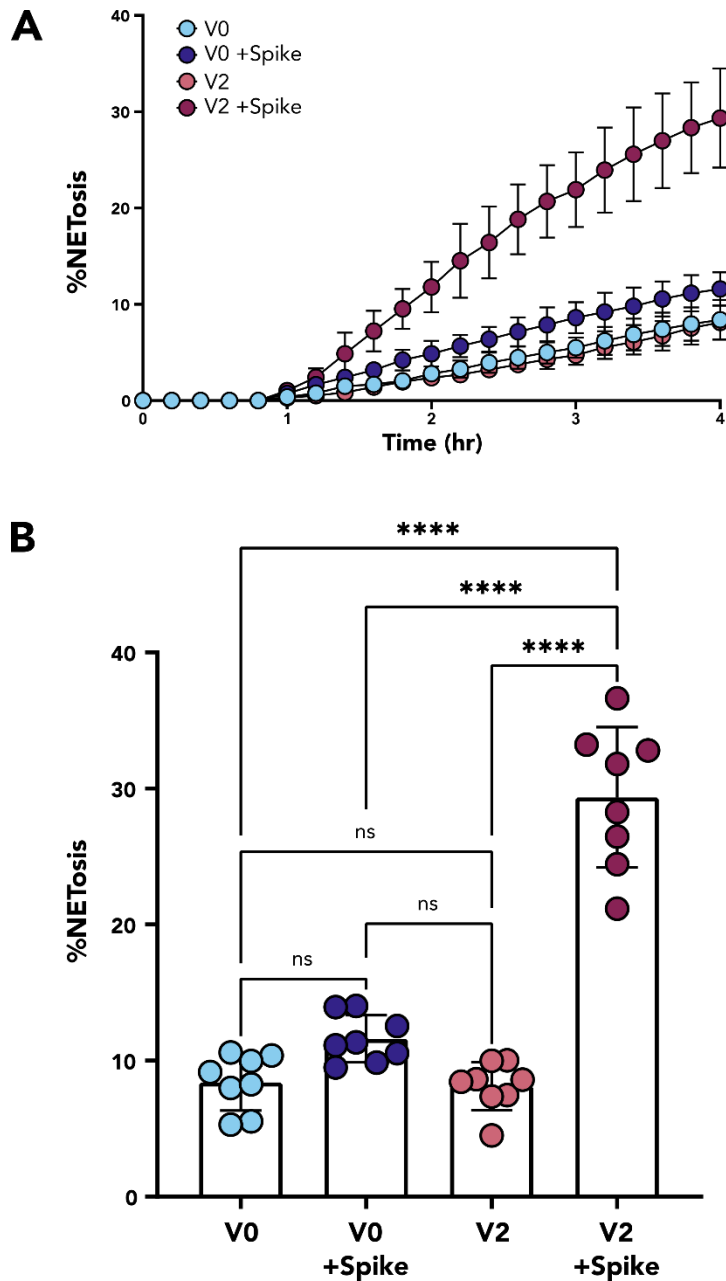 A
40
30
20
10
0
%NETosis
V0
V0 +Spike
V2
V2 +Spike
0
1
2
3
4
Time (hr)
B
****
****
****
ns
ns
ns
40
30
20
10
0
%NETosis
V0
V0
+Spike
V2
V2
+Spike